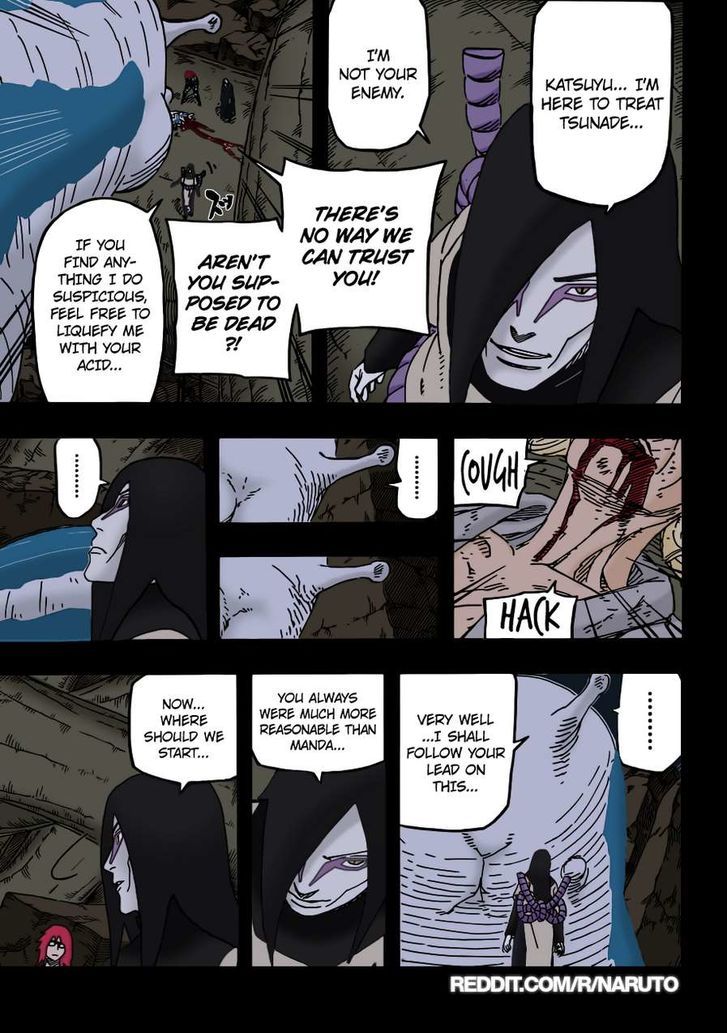 KATSUYU... I'M
HERE TO TREAT
TSUNADE...
I'M
NOT YOUR
ENEMY.
THERE'S
NO WAY WE
CAN TRUST
YOU!
AREN'T
YOU SUP-
POSED TO
BE DEAD
?!
IF YOU
FIND ANY-
THING I DO
SUSPICIOUS,
FEEL FREE TO
LIQUEFY ME
WITH YOUR
ACID...
COUGH
HACK
.........
.........
.........
VERY WELL
...I SHALL
FOLLOW YOUR
LEAD ON
THIS...
YOU ALWAYS
WERE MUCH MORE
REASONABLE THAN
MANDA...
NOW...
WHERE
SHOULD WE
START...
REDDIT.COM/R/NARUTO